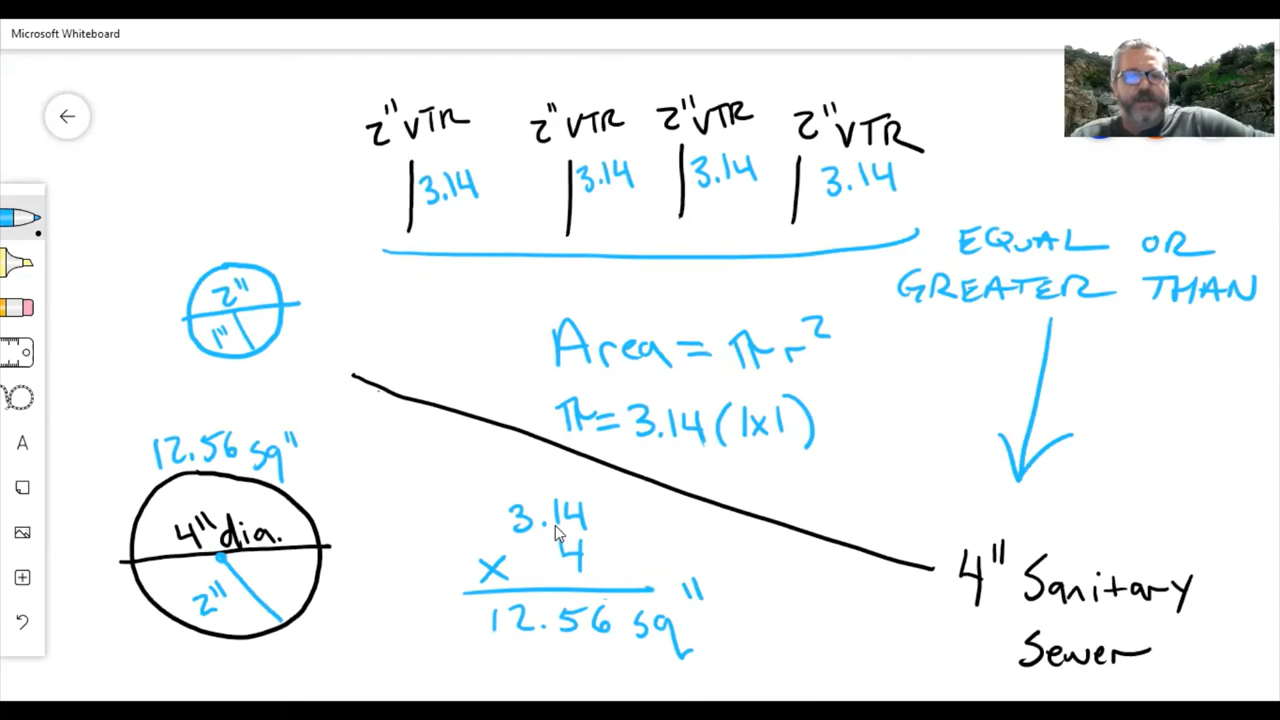 Microsoft Whiteboard
2" VTR 2" VTR 2" VTR 2" VTR
3.14 3.14 3.14 3.14
EQUAL OR
GREATER THAN
2"
1"
Area = πr²
π = 3.14 (1x1)
12.56 sq"
4" dia.
2"
3.14
x 4
12.56 sq"
4" Sanitary
Sewer
A